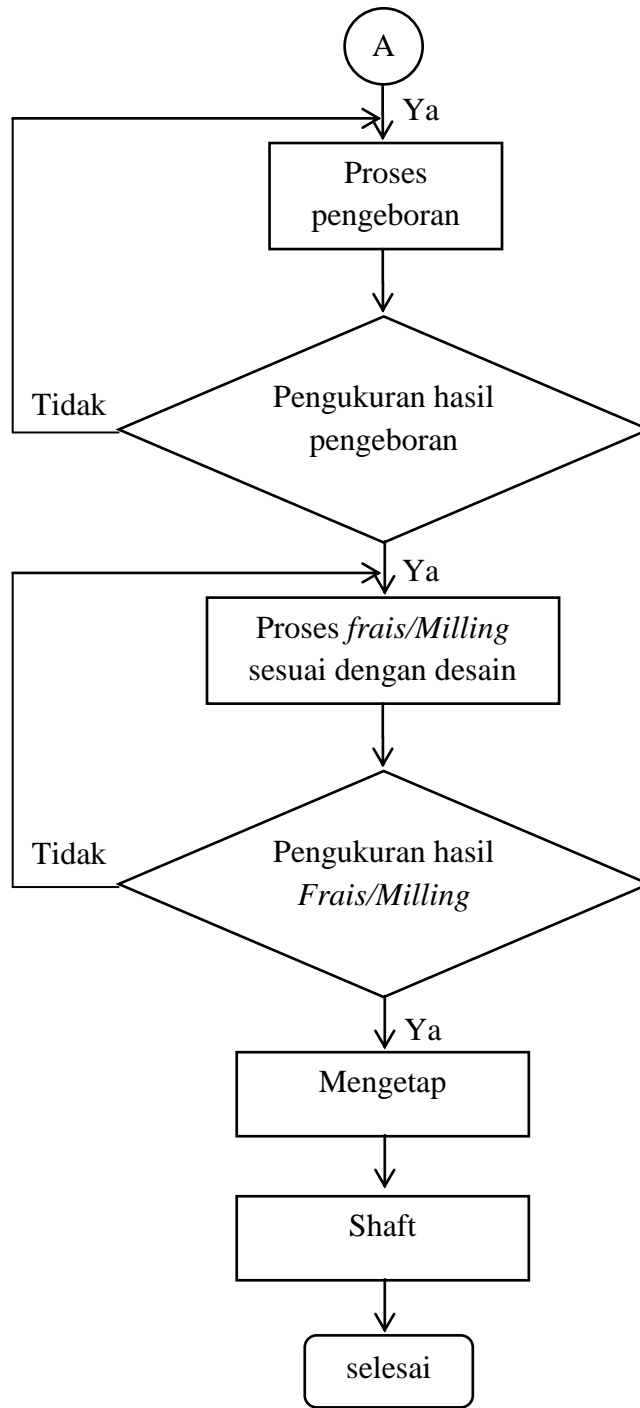 A
Ya
Proses
pengeboran
Pengukuran hasil
pengeboran
Tidak
Ya
Proses frais/Milling
sesuai dengan desain
Pengukuran hasil
Frais/Milling
Tidak
Ya
Mengetap
Shaft
selesai